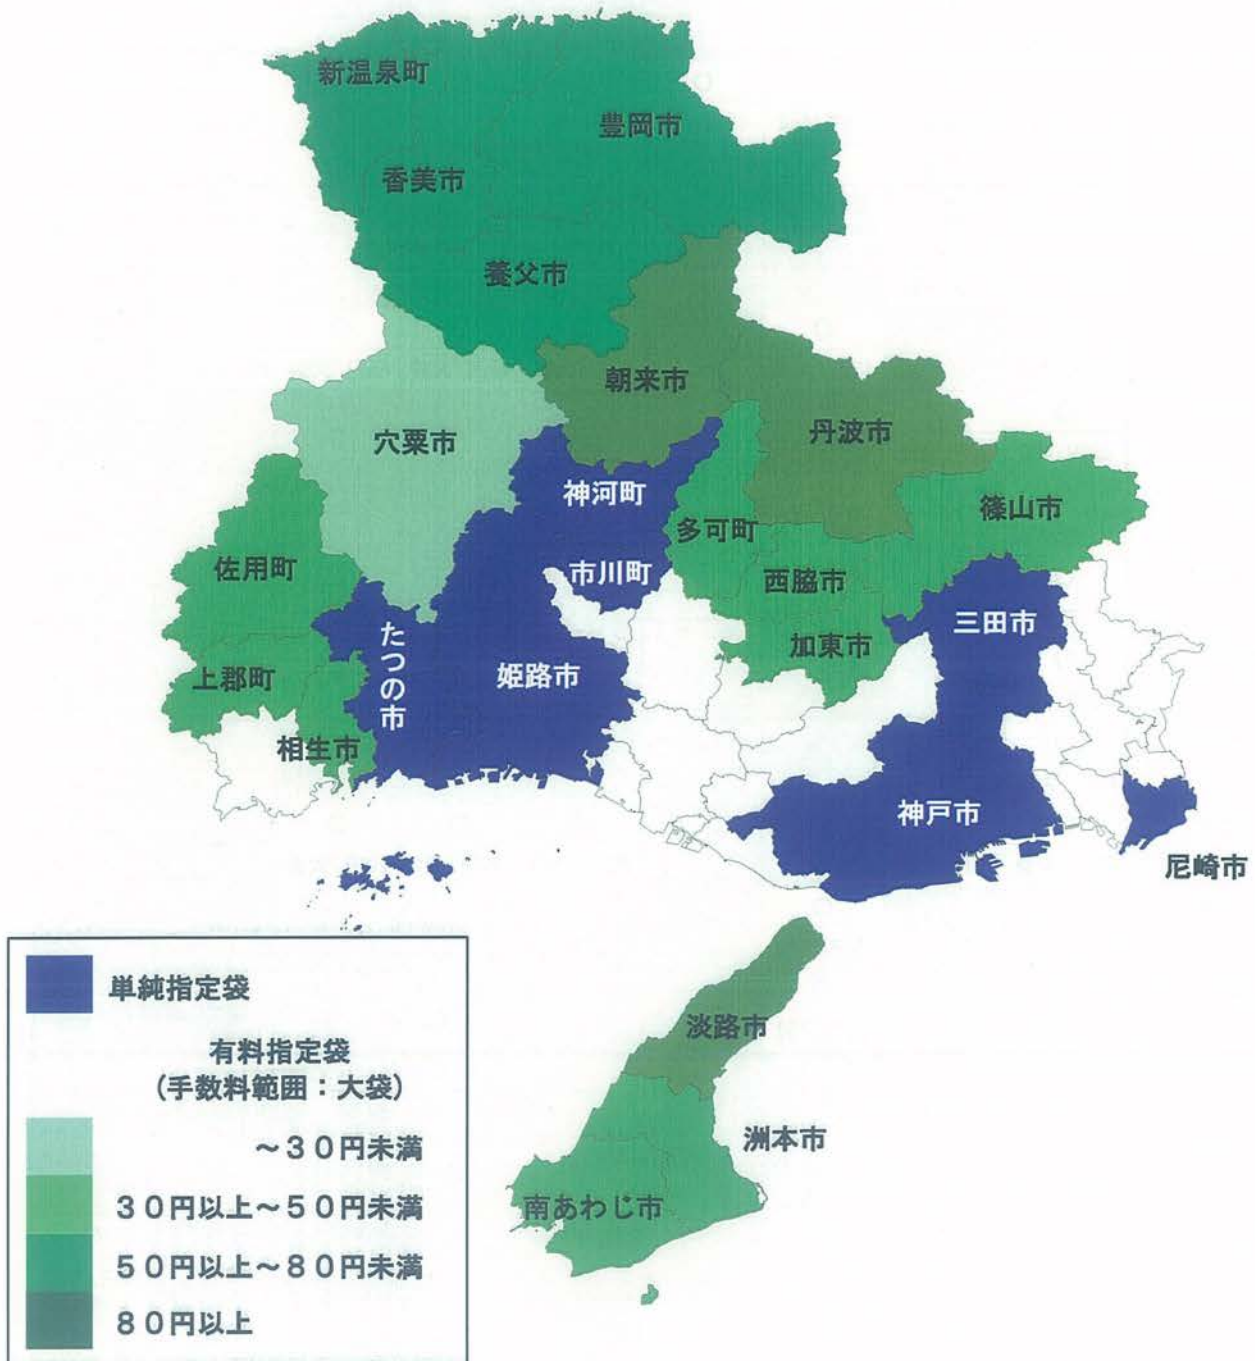 新温泉町
豊岡市
香美市
養父市
朝来市
穴粟市
丹波市
神河町
篠山市
多可町
佐用町
市川町
西脇市
三田市
たつの市
加東市
上郡町
姫路市
相生市
神戸市
尼崎市
単純指定袋
有料指定袋
(手数料範囲：大袋)
～３０円未満
３０円以上～５０円未満
５０円以上～８０円未満
８０円以上
淡路市
洲本市
南あわじ市